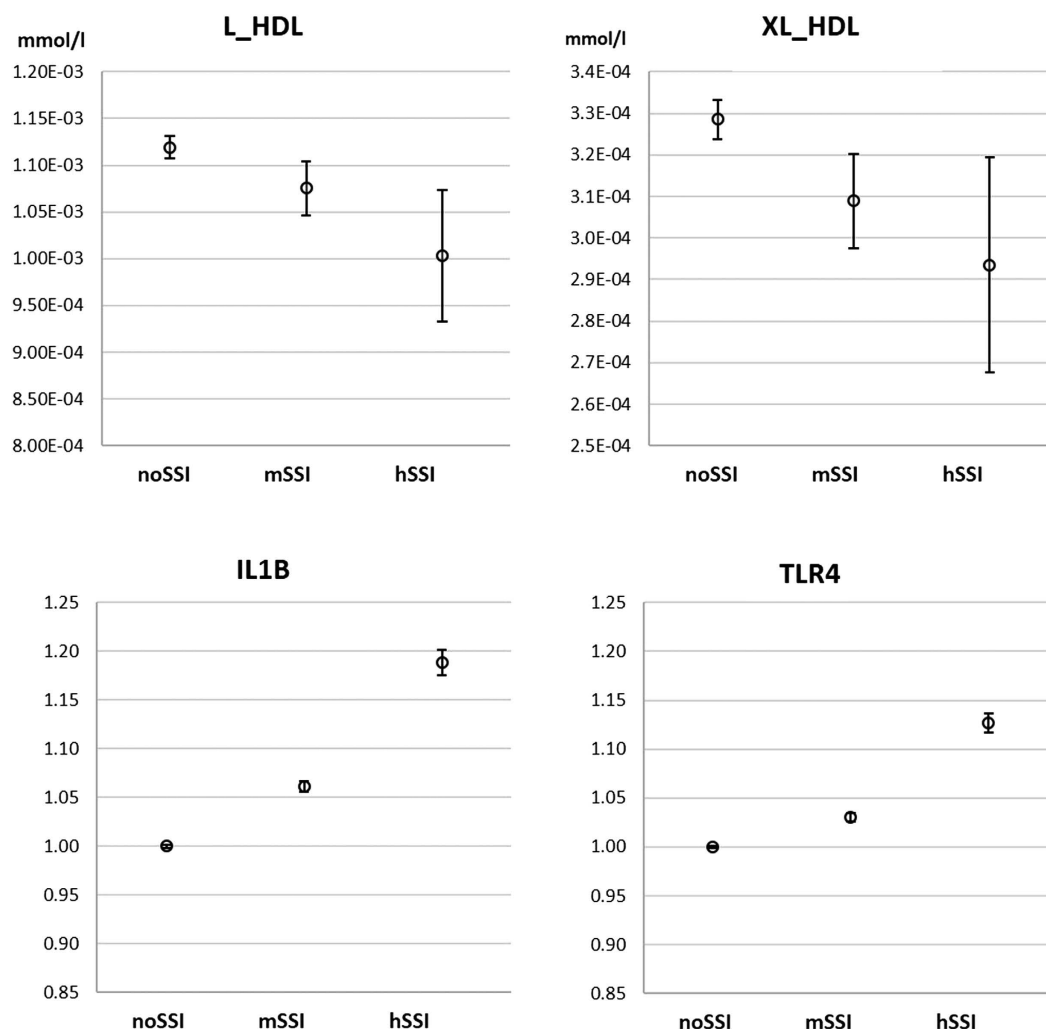 L_HDL
mmol/l
1.20E-03
1.15E-03
1.10E-03
1.05E-03
1.00E-03
9.50E-04
9.00E-04
8.50E-04
8.00E-04
noSSI mSSI hSSI
XL_HDL
mmol/l
3.4E-04
3.3E-04
3.2E-04
3.1E-04
3.0E-04
2.9E-04
2.8E-04
2.7E-04
2.6E-04
2.5E-04
noSSI mSSI hSSI
IL1B
1.25
1.20
1.15
1.10
1.05
1.00
0.95
0.90
0.85
noSSI mSSI hSSI
TLR4
1.25
1.20
1.15
1.10
1.05
1.00
0.95
0.90
0.85
noSSI mSSI hSSI